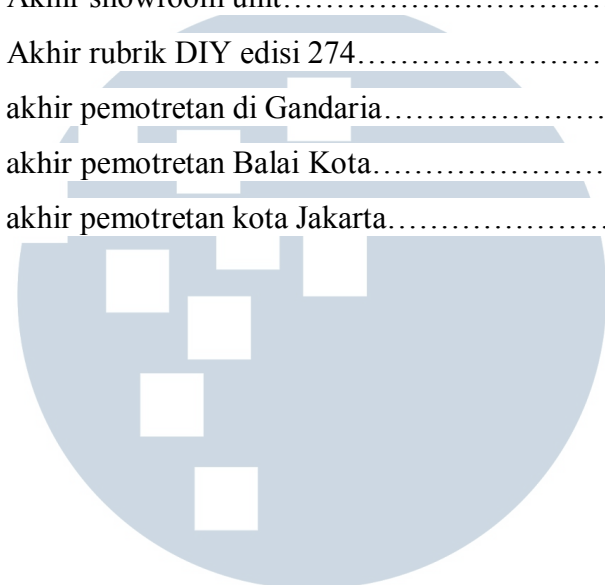 Akhir showroom unit……………………………
Akhir rubrik DIY edisi 274…………………….
akhir pemotretan di Gandaria………………….
akhir pemotretan Balai Kota………………….
akhir pemotretan kota Jakarta…………………